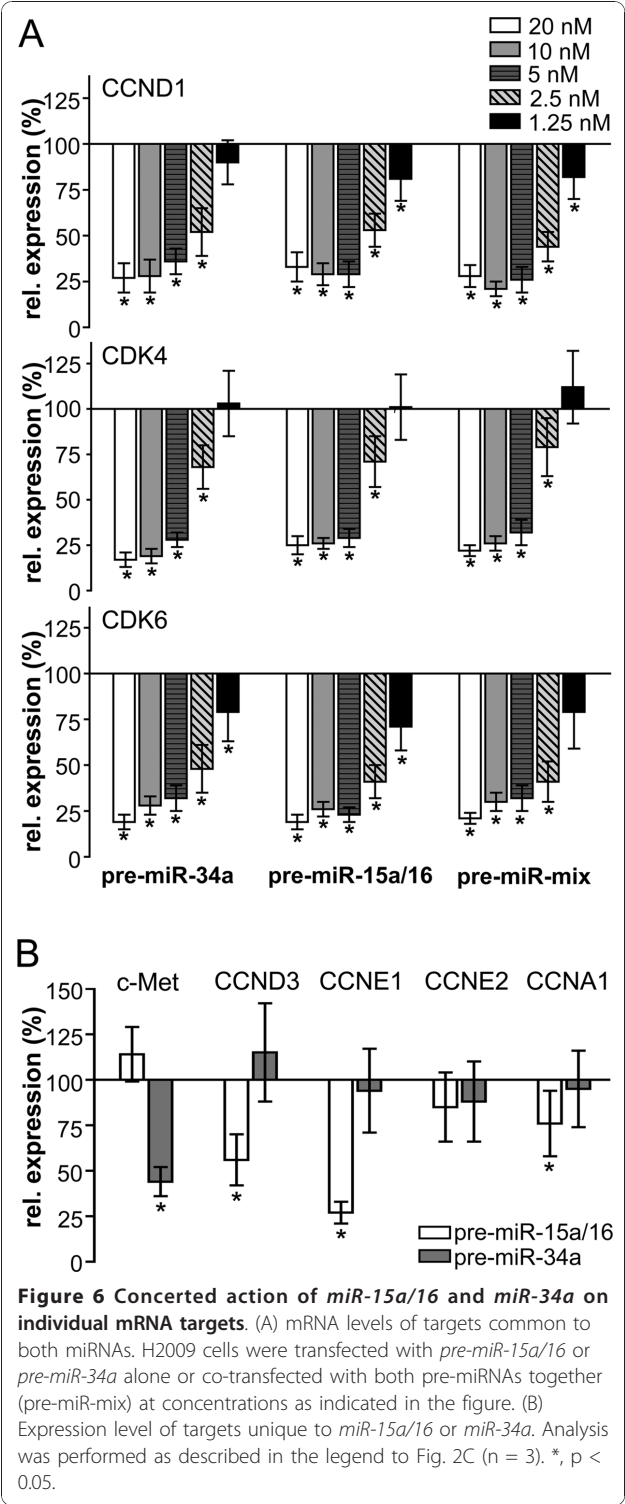 A
20 nM
10 nM
5 nM
2.5 nM
1.25 nM
CCND1
rel. expression (%)
125
100
75
50
25
0
* * * *
* * * * *
* * * * *
CDK4
rel. expression (%)
125
100
75
50
25
0
* * * *
* * * *
* * * *
CDK6
rel. expression (%)
125
100
75
50
25
0
* * * * *
* * * * *
* * * *
pre-miR-34a pre-miR-15a/16 pre-miR-mix
B
c-Met CCND3 CCNE1 CCNE2 CCNA1
rel. expression (%)
150
125
100
75
50
25
0
* * * *
pre-miR-15a/16
pre-miR-34a
Figure 6 Concerted action of miR-15a/16 and miR-34a on
individual mRNA targets. (A) mRNA levels of targets common to
both miRNAs. H2009 cells were transfected with pre-miR-15a/16 or
pre-miR-34a alone or co-transfected with both pre-miRNAs together
(pre-miR-mix) at concentrations as indicated in the figure. (B)
Expression level of targets unique to miR-15a/16 or miR-34a. Analysis
was performed as described in the legend to Fig. 2C (n = 3). *, p <
0.05.